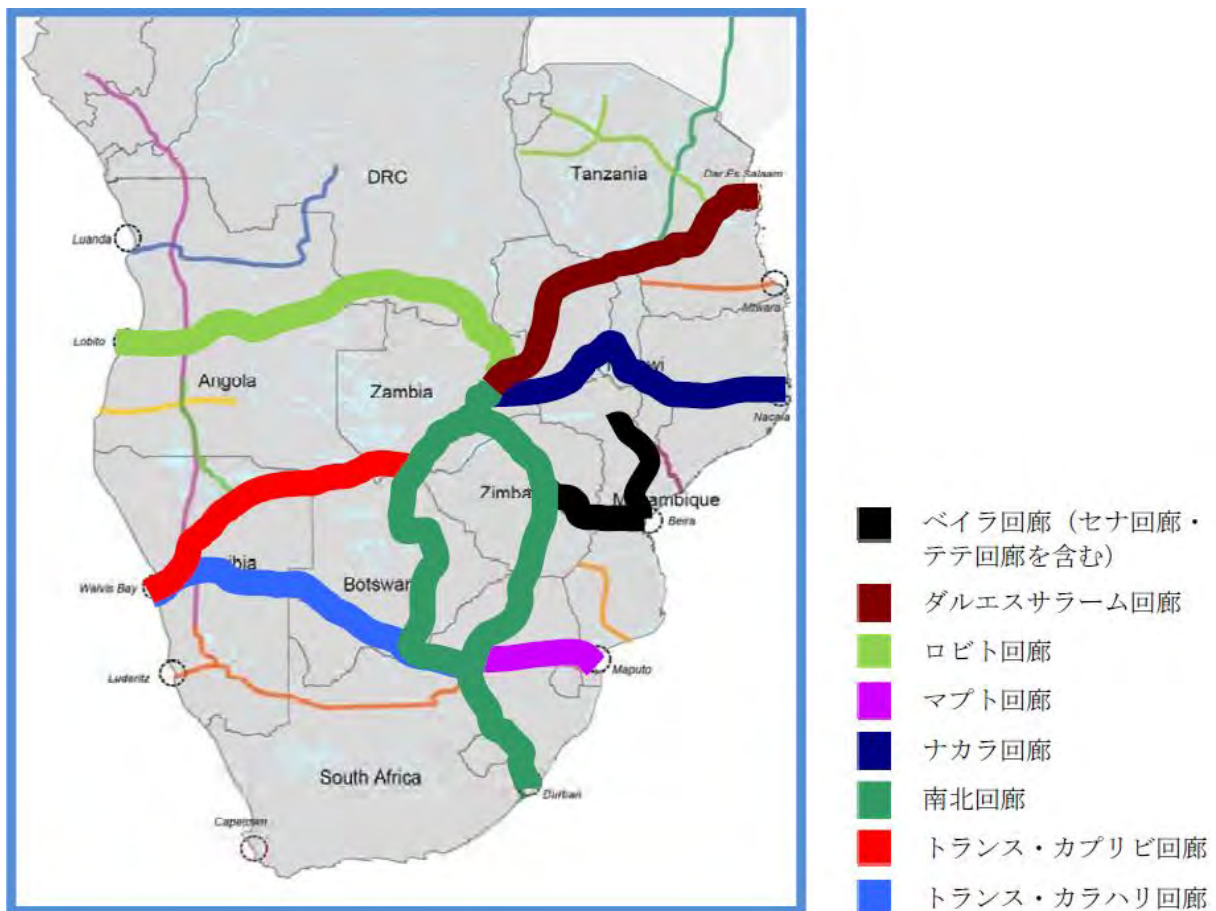 DRC
Tanzania
Dar Es Salaam
Luanda
Mtwara
Lobito
Angola
Zambia
Nacala
Beira
Walvis Bay
Maputo
Luderitz
South Africa
Durban
Capetown
ベイラ回廊（セナ回廊・
テテ回廊を含む）
ダルエスサラーム回廊
ロビト回廊
マプト回廊
ナカラ回廊
南北回廊
トランス・カプリビ回廊
トランス・カラハリ回廊